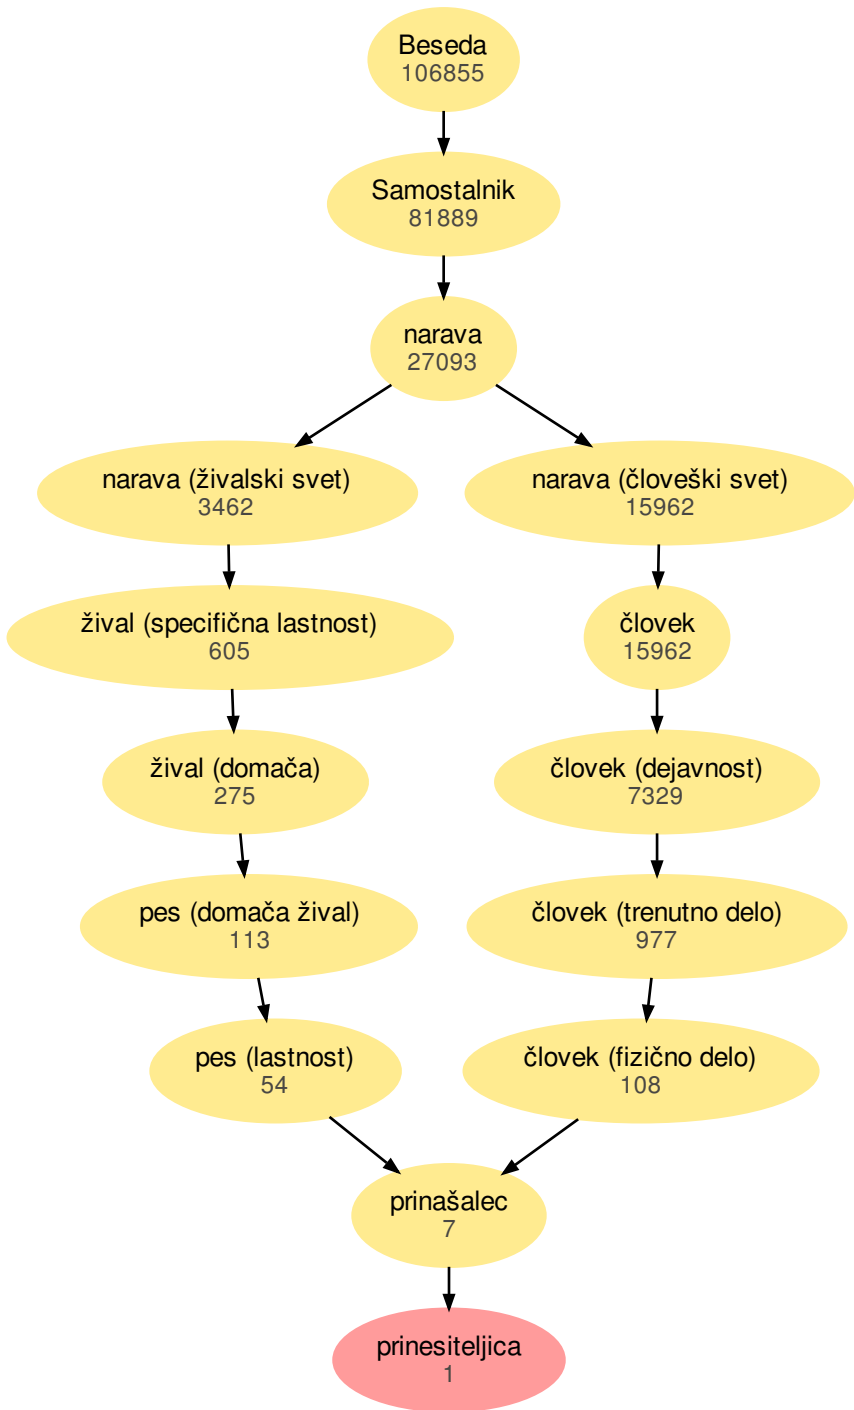 Beseda
106855
Samostalnik
81889
narava
27093
narava (živalski svet)
3462
narava (človeški svet)
15962
žival (specifična lastnost)
605
človek
15962
žival (domača)
275
človek (dejavnost)
7329
pes (domača žival)
113
človek (trenutno delo)
977
pes (lastnost)
54
človek (fizično delo)
108
prinašalec
7
prinesiteljica
1